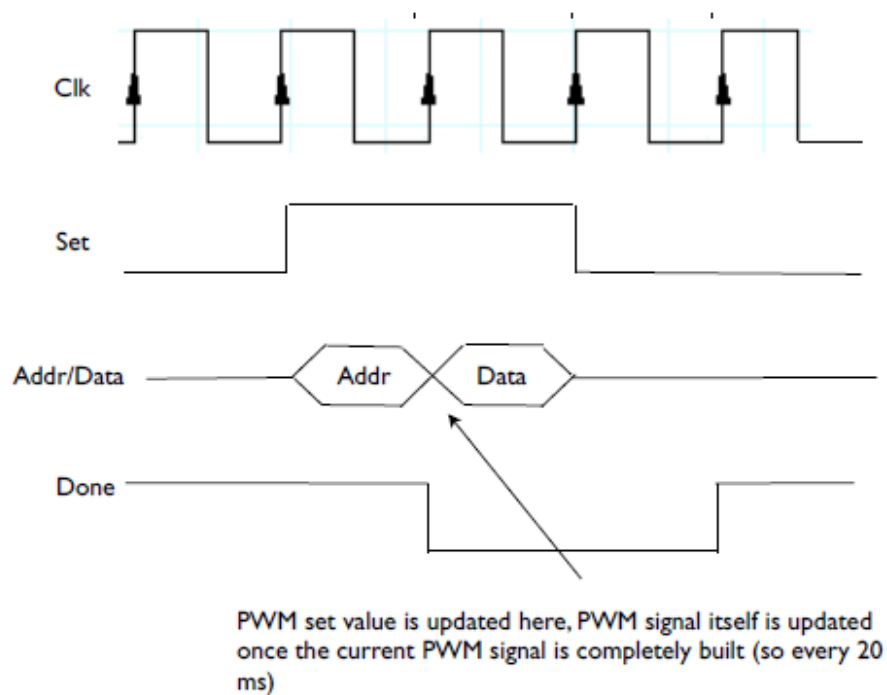 Clk
Set
Addr/Data
Addr
Data
Done
PWM set value is updated here, PWM signal itself is updated
once the current PWM signal is completely built (so every 20
ms)